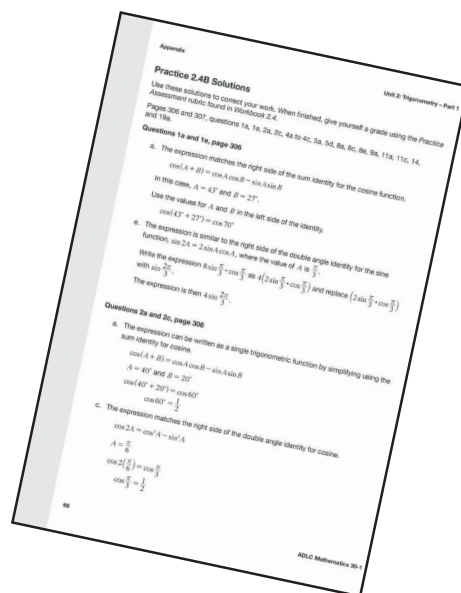 Appendix
Unit 2: Trigonometry – Part 1
Practice 2.4B Solutions
Use these solutions to correct your work. When finished, give yourself a grade using the Practice
Assessment rubric found in Workbook 2.4.
Pages 306 and 307, questions 1a, 1e, 2a, 2c, 4a to 4c, 5a, 5d, 8a, 8c, 8e, 9a, 11a, 11c, 14,
and 19a.
Questions 1a and 1e, page 306
a. The expression matches the right side of the sum identity for the cosine function.
cos(A + B) = cos A cos B − sin A sin B
In this case, A = 43° and B = 27°.
Use the values for A and B in the left side of the identity.
cos(43° + 27°) = cos 70°
e. The expression is similar to the right side of the double angle identity for the sine
function, sin 2A = 2 sin A cos A, where the value of A is π/3.
Write the expression 8 sin π/3 • cos π/3 as 4(2 sin π/3 • cos π/3) and replace (2 sin π/3 • cos π/3)
with sin 2π/3.
The expression is then 4 sin 2π/3.
Questions 2a and 2c, page 306
a. The expression can be written as a single trigonometric function by simplifying using the
sum identity for cosine.
cos(A + B) = cos A cos B − sin A sin B
A = 40° and B = 20°
cos(40° + 20°) = cos 60°
cos 60° = 1/2
c. The expression matches the right side of the double angle identity for cosine.
cos 2A = cos² A − sin² A
A = π/6
cos 2(π/6) = cos π/3
cos π/3 = 1/2
68
ADLC Mathematics 30-1